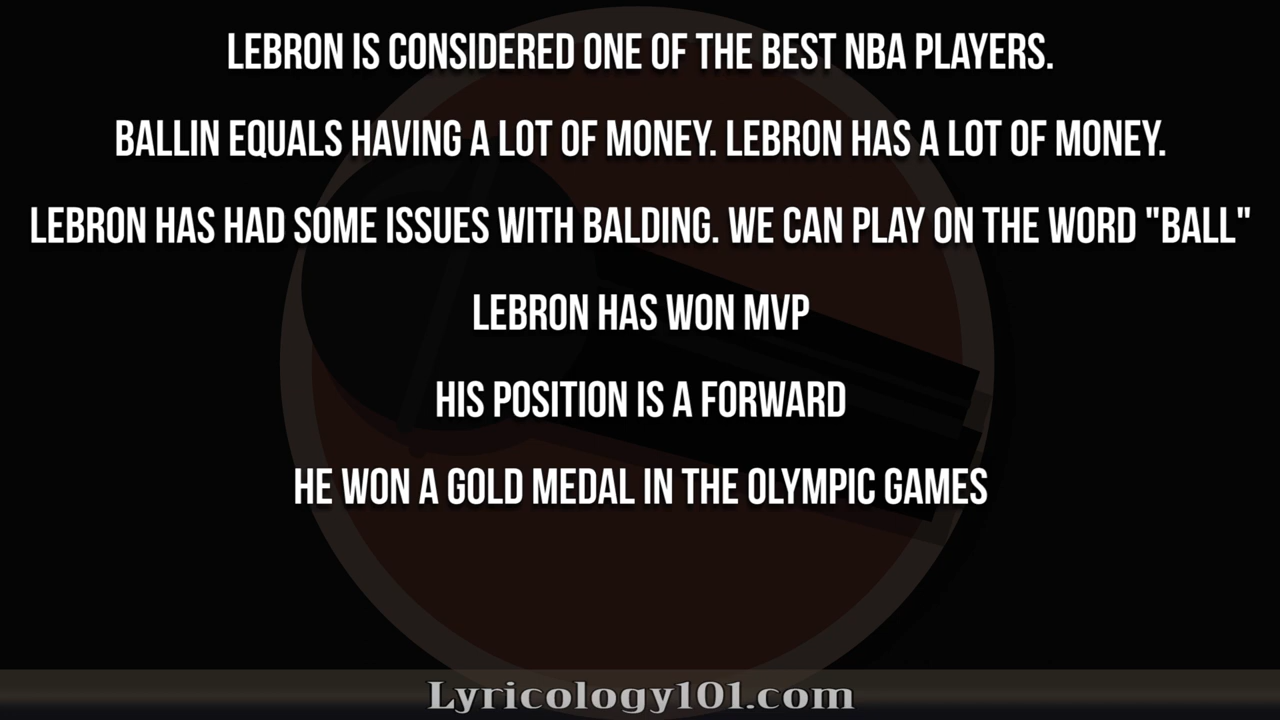 LEBRON IS CONSIDERED ONE OF THE BEST NBA PLAYERS.
BALLIN EQUALS HAVING A LOT OF MONEY. LEBRON HAS A LOT OF MONEY.
LEBRON HAS HAD SOME ISSUES WITH BALDING. WE CAN PLAY ON THE WORD "BALL"
LEBRON HAS WON MVP
HIS POSITION IS A FORWARD
HE WON A GOLD MEDAL IN THE OLYMPIC GAMES
Lyricology101.com